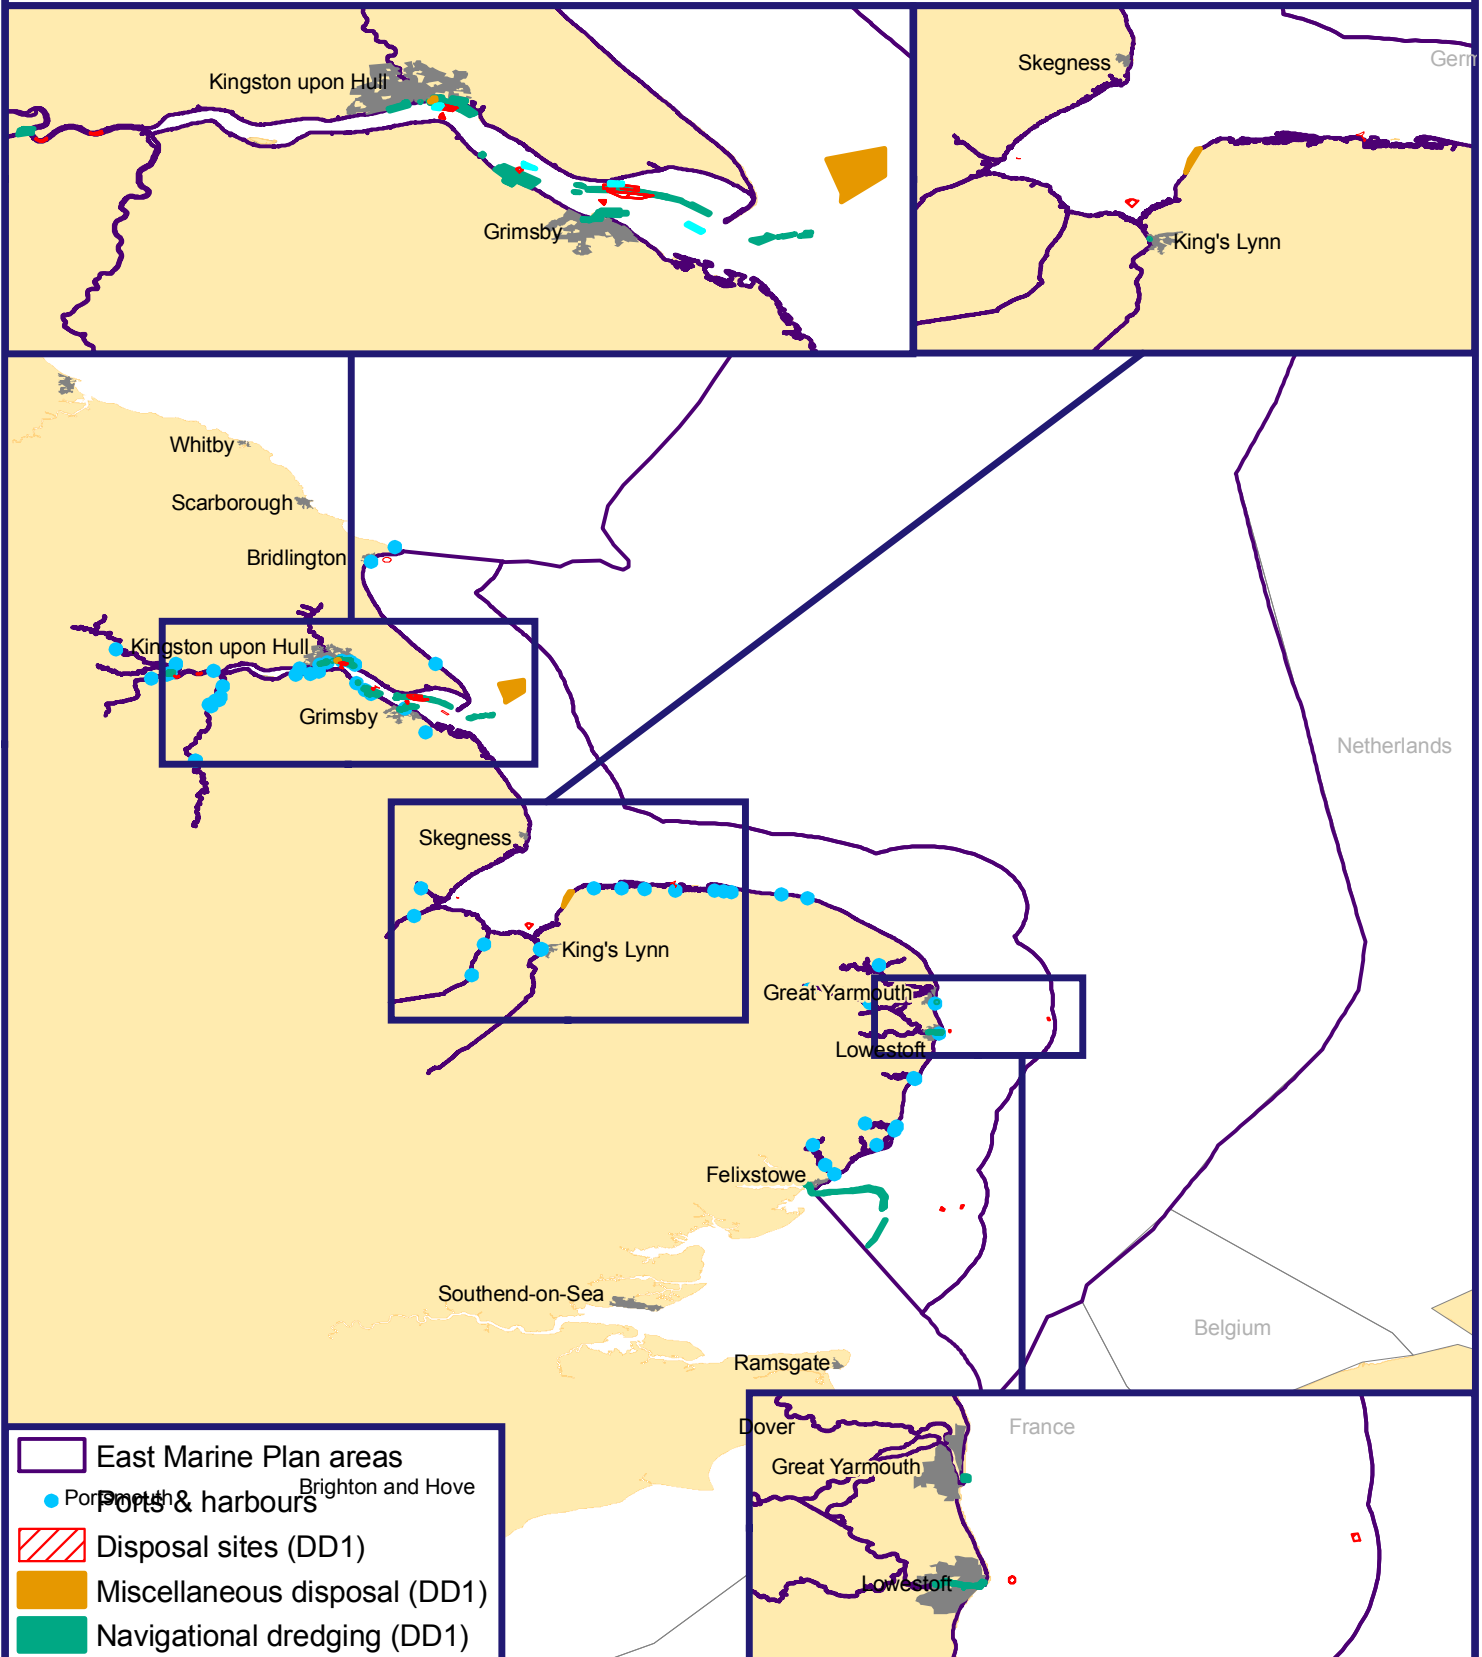 Kingston upon Hull
Grimsby
Skegness
Germ
King's Lynn
Whitby
Scarborough
Bridlington
Kingston upon Hull
Grimsby
Netherlands
Skegness
King's Lynn
Great Yarmouth
Lowestoft
Felixstowe
Southend-on-Sea
Belgium
Ramsgate
Dover
France
Great Yarmouth
Lowestoft
East Marine Plan areas
Brighton and Hove
Portsmouth
Ports & harbours
Disposal sites (DD1)
Miscellaneous disposal (DD1)
Navigational dredging (DD1)